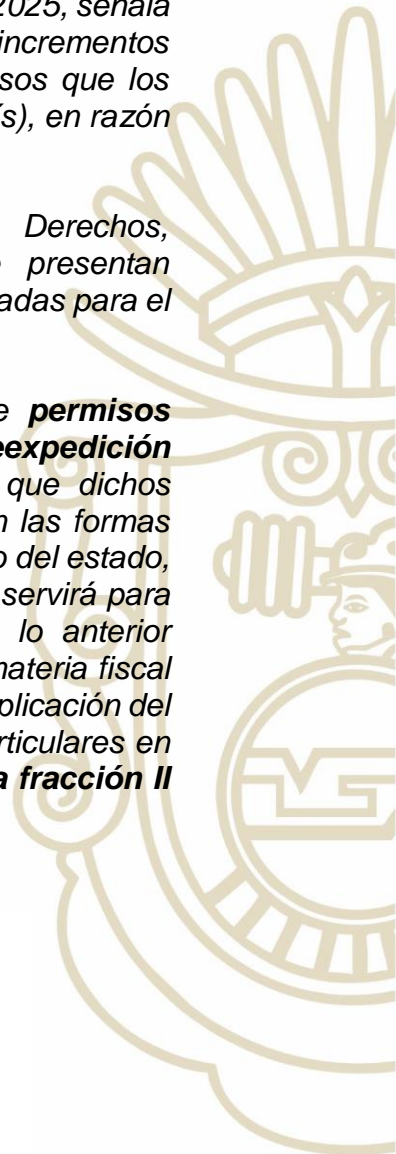 2025, señala
incrementos
sos que los
s), en razón
Derechos,
presentan
adas para el
e permisos
eexpedición
que dichos
n las formas
o del estado,
servirá para
lo anterior
materia fiscal
plicación del
rticulares en
a fracción II